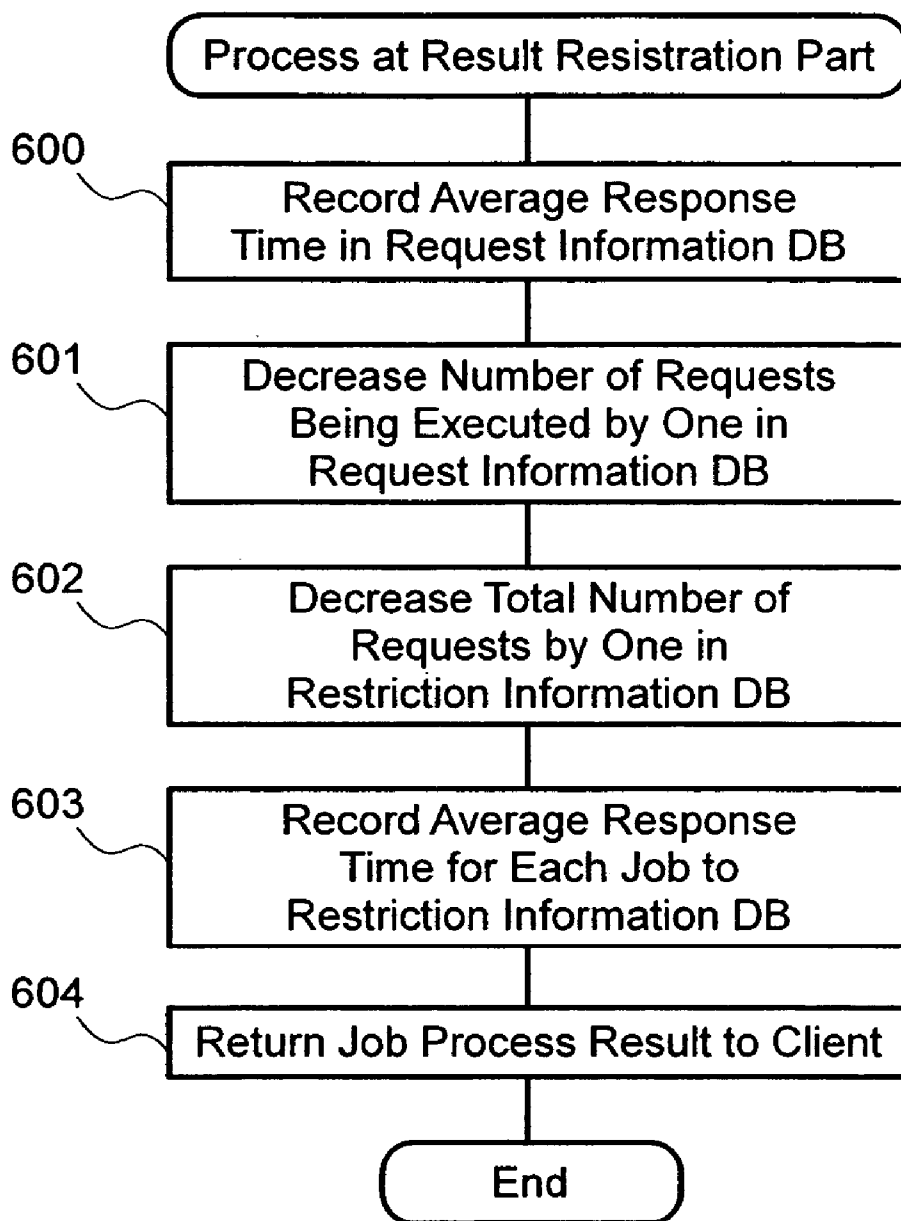 Process at Result Resistration Part
600
Record Average Response
Time in Request Information DB
601
Decrease Number of Requests
Being Executed by One in
Request Information DB
602
Decrease Total Number of
Requests by One in
Restriction Information DB
603
Record Average Response
Time for Each Job to
Restriction Information DB
604
Return Job Process Result to Client
End